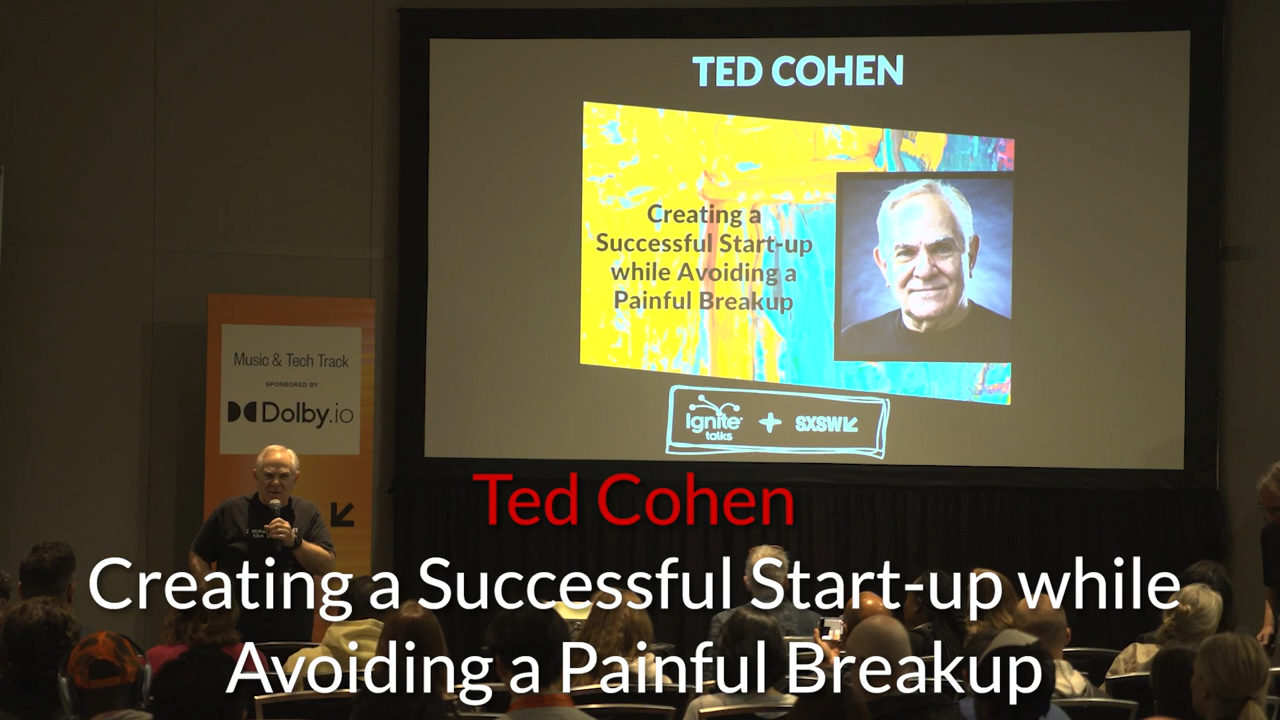 TED COHEN
Creating a
Successful Start-up
while Avoiding a
Painful Breakup
Ignite
talks
+ SXSW
Music & Tech Track
SPONSORED BY
Dolby.io
Ted Cohen
Creating a Successful Start-up while
Avoiding a Painful Breakup